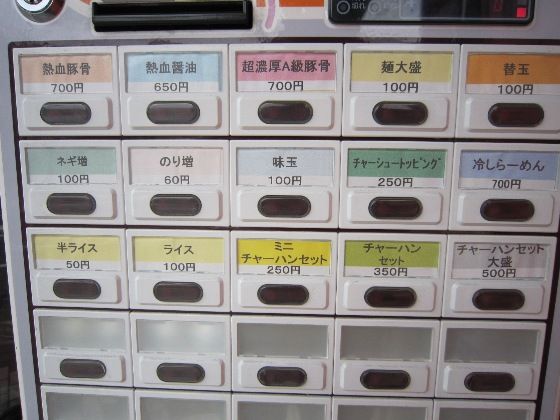 熱血豚骨
700円
熱血醤油
650円
超濃厚A級豚骨
700円
麺大盛
100円
替玉
100円
ネギ増
100円
のり増
60円
味玉
100円
チャーシュートッピング
250円
冷しらーめん
700円
半ライス
50円
ライス
100円
ミニ
チャーハンセット
250円
チャーハン
セット
350円
チャーハンセット
大盛
500円